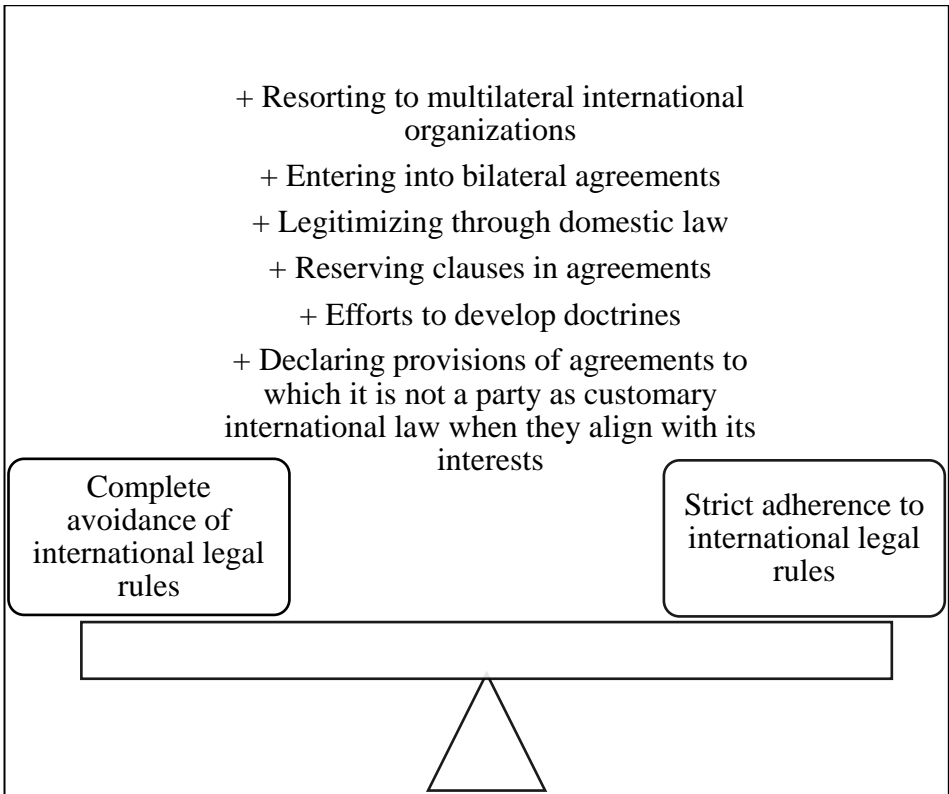 + Resorting to multilateral international
organizations
+ Entering into bilateral agreements
+ Legitimizing through domestic law
+ Reserving clauses in agreements
+ Efforts to develop doctrines
+ Declaring provisions of agreements to
which it is not a party as customary
international law when they align with its
interests
Complete
avoidance of
international legal
rules
Strict adherence to
international legal
rules